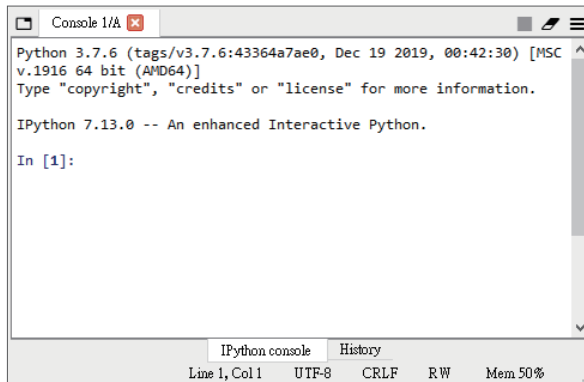 Console 1/A
Python 3.7.6 (tags/v3.7.6:43364a7ae0, Dec 19 2019, 00:42:30) [MSC
v.1916 64 bit (AMD64)]
Type "copyright", "credits" or "license" for more information.
IPython 7.13.0 -- An enhanced Interactive Python.
In [1]:
IPython console History
Line 1, Col 1 UTF-8 CRLF RW Mem 50%